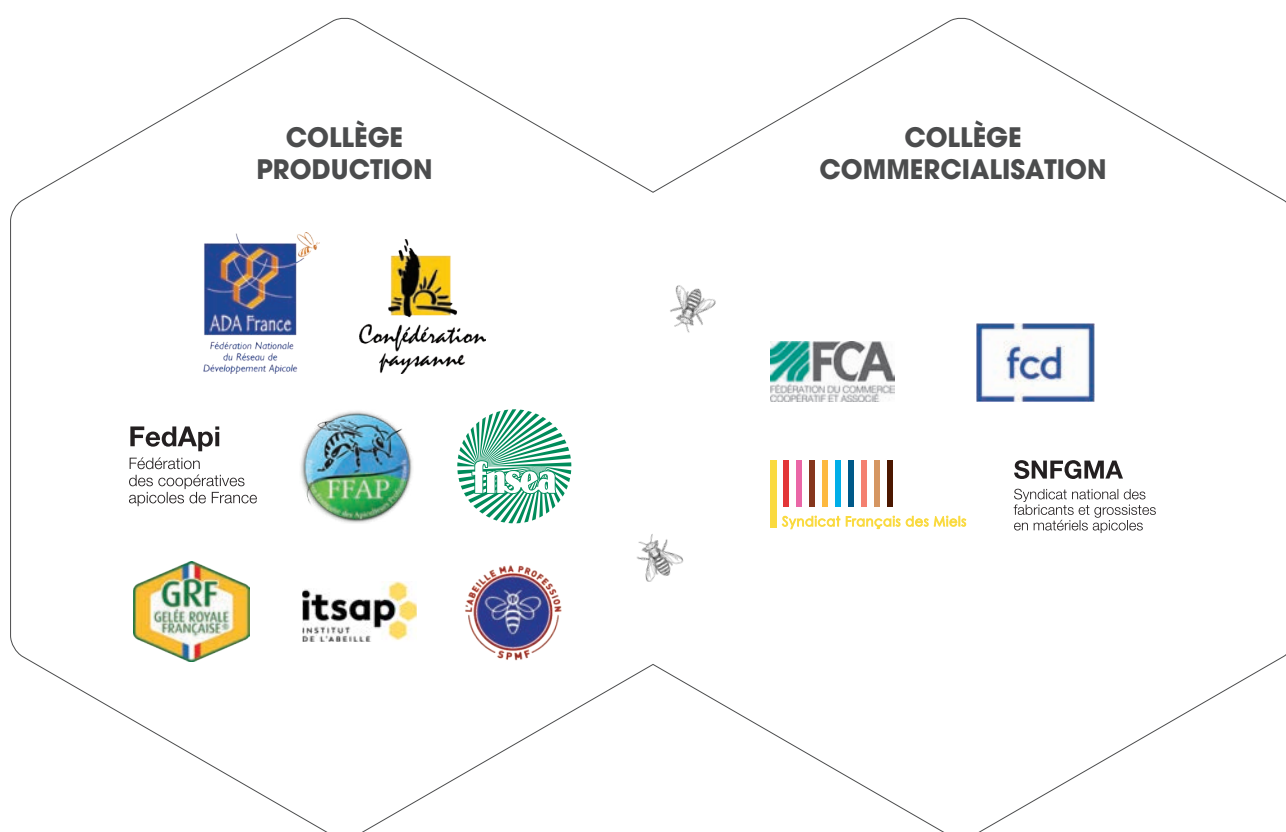 COLLÈGE
PRODUCTION
ADA France
Fédération Nationale
du Réseau de
Développement Apicole
Confédération
paysanne
FedApi
Fédération
des coopératives
apicoles de France
FFAP
des Apiculteurs
fnsea
GRF
GELÉE ROYALE
FRANÇAISE®
itsap
INSTITUT
DE L'ABEILLE
L'ABEILLE MA PROFESSION
SPMF
COLLÈGE
COMMERCIALISATION
FCA
FÉDÉRATION DU COMMERCE
COOPÉRATIF ET ASSOCIÉ
fcd
Syndicat Français des Miels
SNFGMA
Syndicat national des
fabricants et grossistes
en matériels apicoles